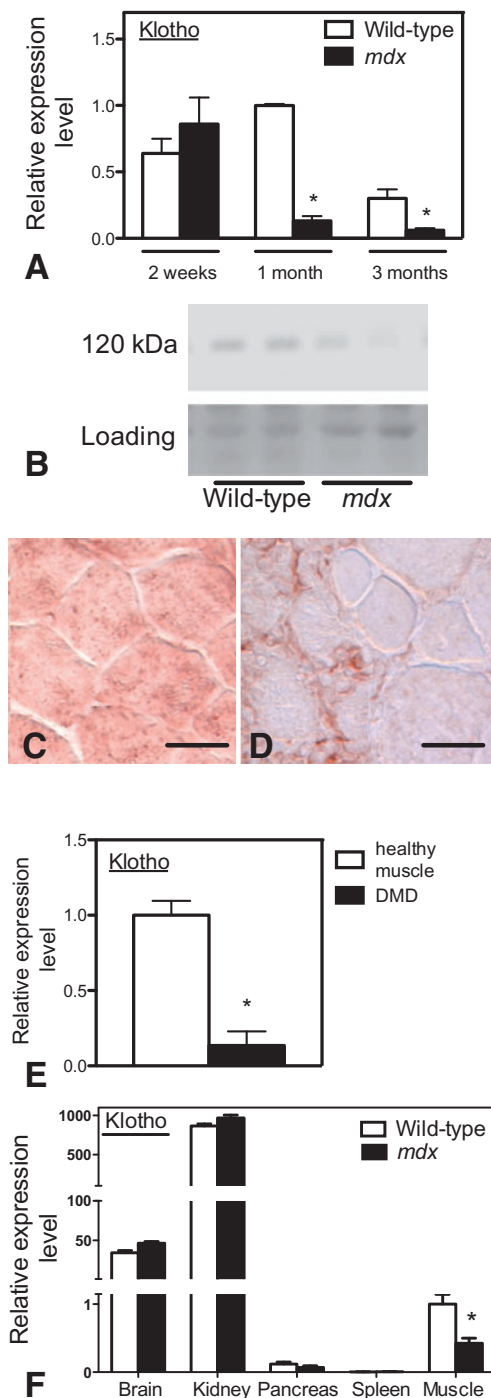 Klotho
Wild-type
mdx
Relative expression
level
1.5
1.0
0.5
0.0
*
*
2 weeks
1 month
3 months
A
120 kDa
Loading
B
Wild-type
mdx
C
D
Klotho
healthy
muscle
DMD
Relative expression
level
1.5
1.0
0.5
0.0
*
E
Klotho
Wild-type
mdx
Relative expression
level
1000
500
100
50
1
0
*
Brain
Kidney
Pancreas
Spleen
Muscle
F